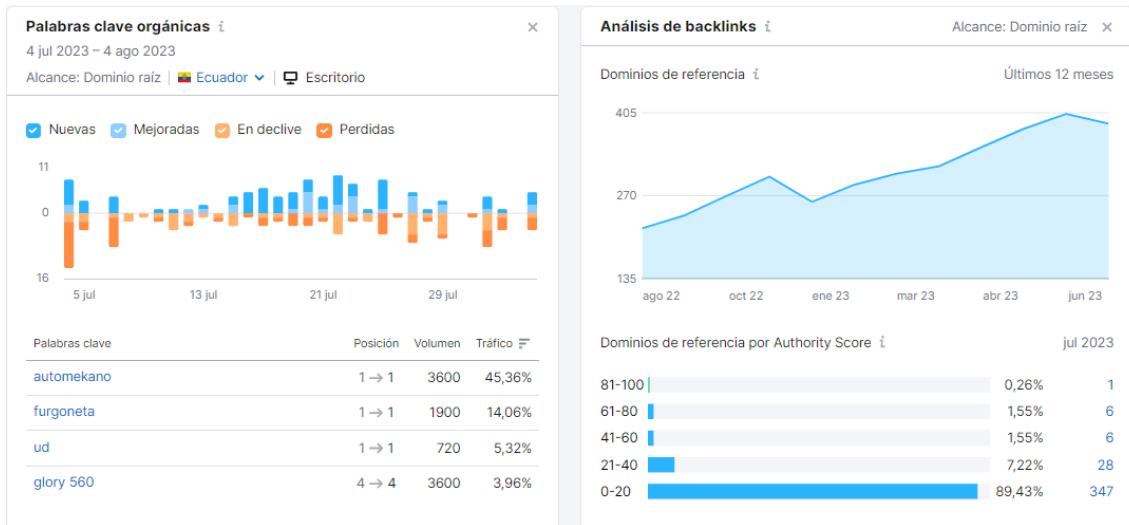 Palabras clave orgánicas i
4 jul 2023 – 4 ago 2023
Alcance: Dominio raíz | Ecuador | Escritorio
Nuevas Mejoradas En declive Perdidas
11
0
16
5 jul 13 jul 21 jul 29 jul
Palabras clave Posición Volumen Tráfico
automekano 1 → 1 3600 45,36%
furgoneta 1 → 1 1900 14,06%
ud 1 → 1 720 5,32%
glory 560 4 → 4 3600 3,96%
Análisis de backlinks i Alcance: Dominio raíz ×
Dominios de referencia i Últimos 12 meses
405
270
135
ago 22 oct 22 ene 23 mar 23 abr 23 jun 23
Dominios de referencia por Authority Score i jul 2023
81-100 0,26% 1
61-80 1,55% 6
41-60 1,55% 6
21-40 7,22% 28
0-20 89,43% 347